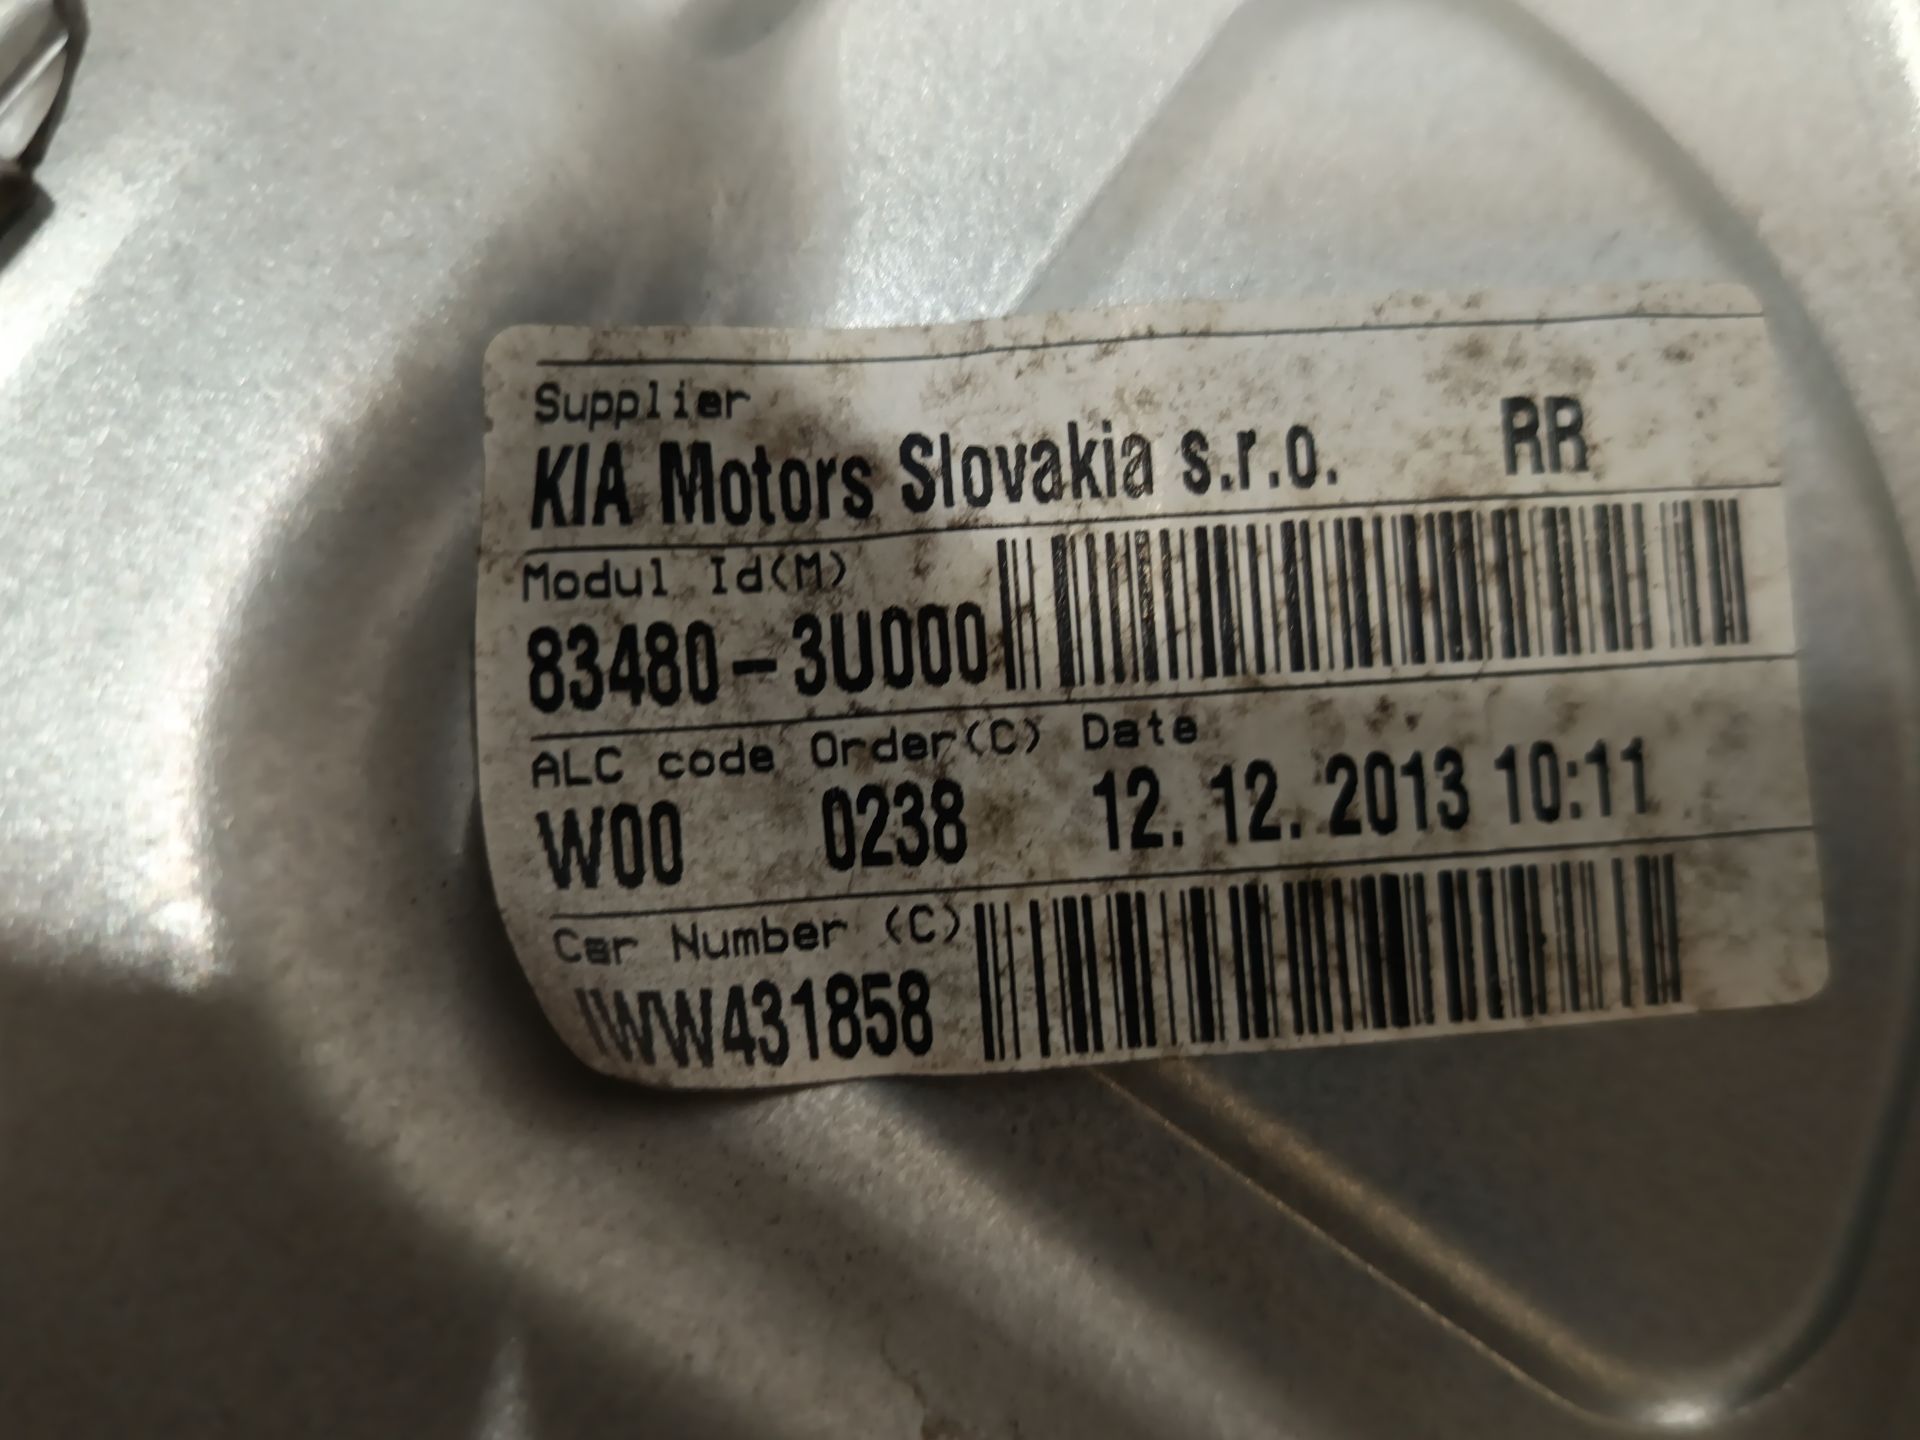 Supplier
KIA Motors Slovakia s.r.o. RR
Modul Id(M)
83480-3U000
ALC code Order(C) Date
W00 0238 12. 12. 2013 10:11
Car Number (C)
IWW431858